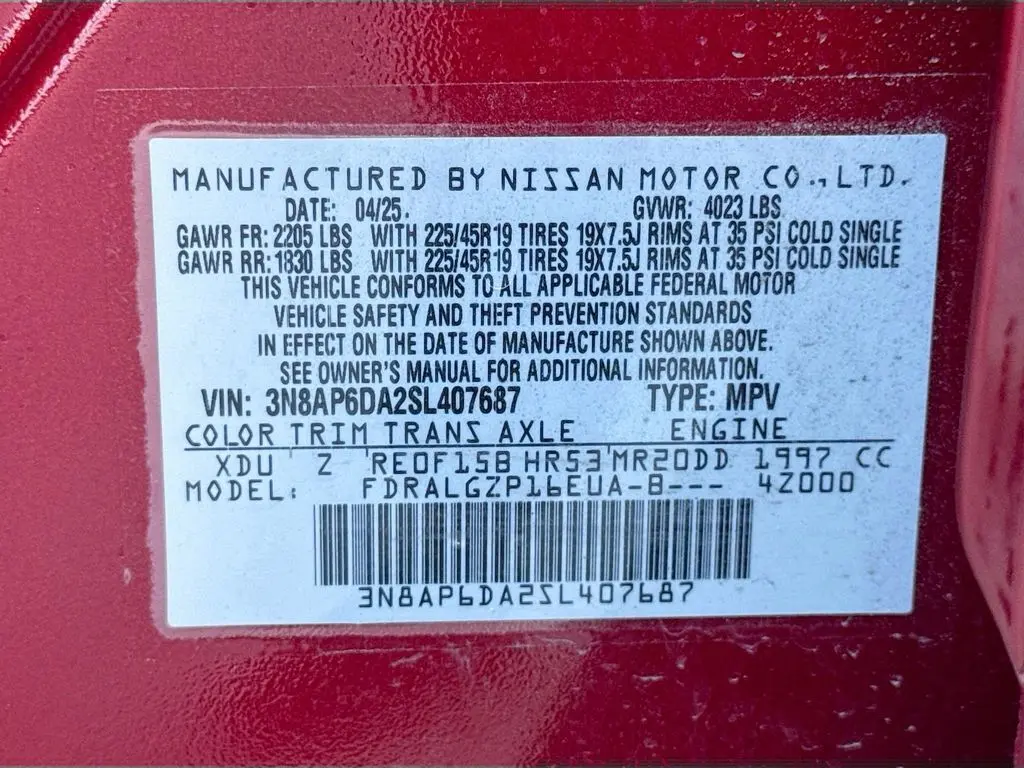 MANUFACTURED BY NISSAN MOTOR CO.,LTD.
DATE: 04/25. GVWR: 4023 LBS
GAWR FR: 2205 LBS WITH 225/45R19 TIRES 19X7.5J RIMS AT 35 PSI COLD SINGLE
GAWR RR: 1830 LBS WITH 225/45R19 TIRES 19X7.5J RIMS AT 35 PSI COLD SINGLE
THIS VEHICLE CONFORMS TO ALL APPLICABLE FEDERAL MOTOR
VEHICLE SAFETY AND THEFT PREVENTION STANDARDS
IN EFFECT ON THE DATE OF MANUFACTURE SHOWN ABOVE.
SEE OWNER'S MANUAL FOR ADDITIONAL INFORMATION.
VIN: 3N8AP6DA2SL407687 TYPE: MPV
COLOR TRIM TRANS AXLE ENGINE
XDU Z RE0F15B HR53 MR20DD 1997 CC
MODEL: FDRALGZP16EUA-B--- 4Z000
3N8AP6DA2SL407687